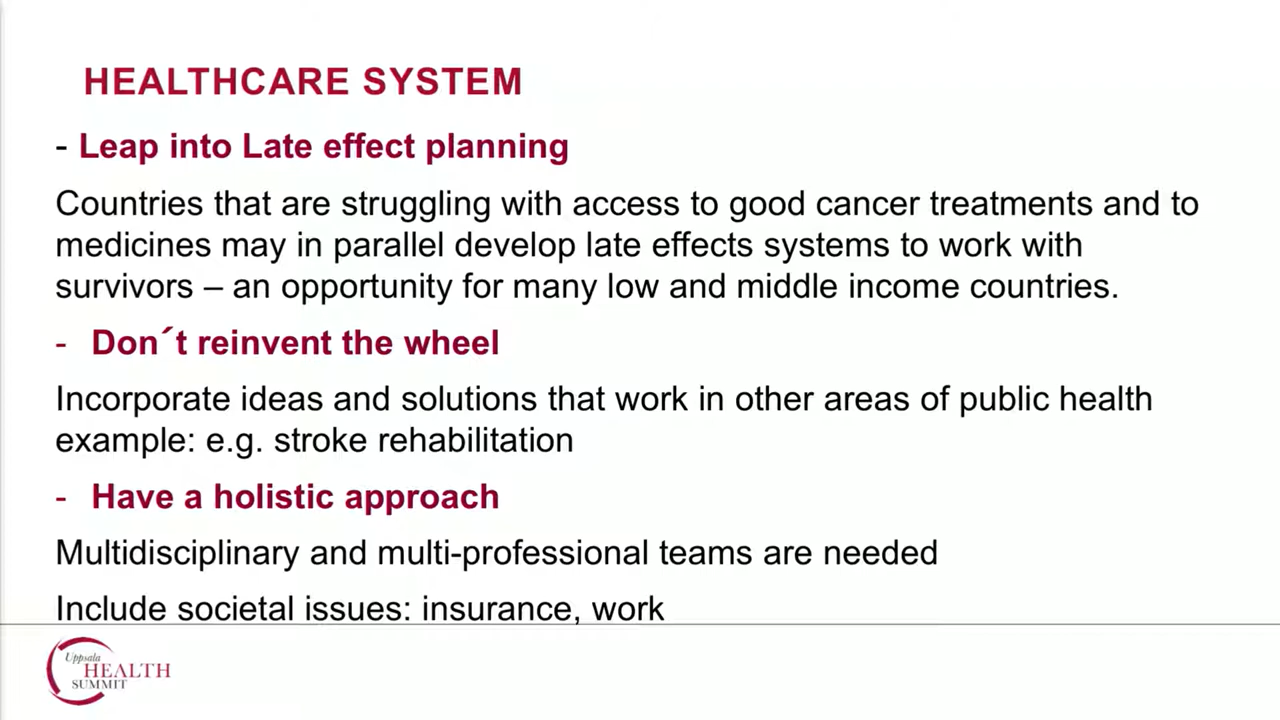 HEALTHCARE SYSTEM
- Leap into Late effect planning
Countries that are struggling with access to good cancer treatments and to
medicines may in parallel develop late effects systems to work with
survivors – an opportunity for many low and middle income countries.
- Don´t reinvent the wheel
Incorporate ideas and solutions that work in other areas of public health
example: e.g. stroke rehabilitation
- Have a holistic approach
Multidisciplinary and multi-professional teams are needed
Include societal issues: insurance, work
Uppsala
HEALTH
SUMMIT